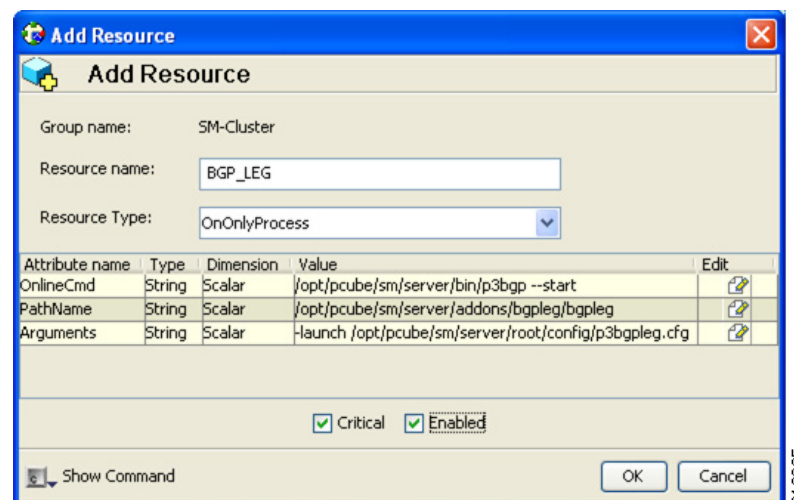 Add Resource
Add Resource
Group name: SM-Cluster
Resource name: BGP_LEG
Resource Type: OnOnlyProcess
Attribute name Type Dimension Value Edit
OnlineCmd String Scalar /opt/pcube/sm/server/bin/p3bgp --start
PathName String Scalar /opt/pcube/sm/server/addons/bgpleg/bgpleg
Arguments String Scalar -launch /opt/pcube/sm/server/root/config/p3bgpleg.cfg
Critical Enabled
Show Command OK Cancel